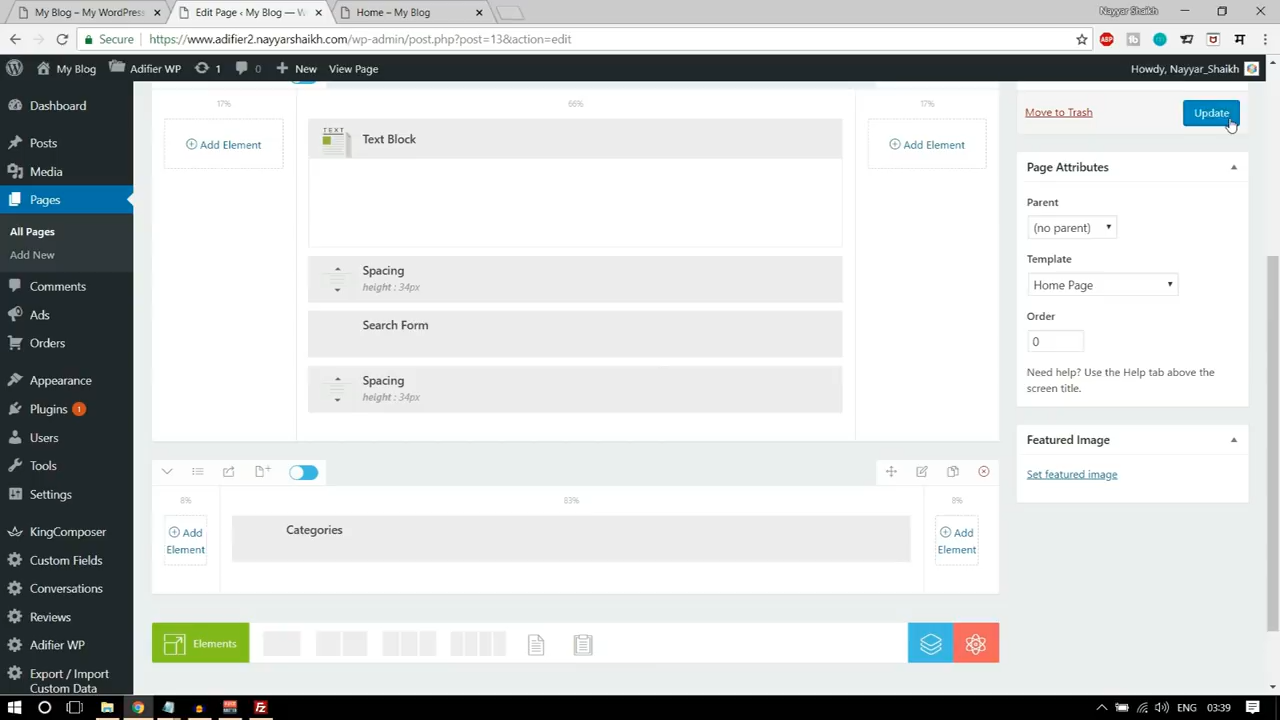 My Blog – My WordPress
Edit Page ‹ My Blog — W
Home – My Blog
Nayyar Shaikh
Secure
https://www.adifier2.nayyarshaikh.com/wp-admin/post.php?post=13&action=edit
My Blog
Adifier WP
1
0
New
View Page
Howdy, Nayyar_Shaikh
Dashboard
Posts
Media
Pages
All Pages
Add New
Comments
Ads
Orders
Appearance
Plugins 1
Users
Tools
Settings
KingComposer
Custom Fields
Conversations
Reviews
Adifier WP
Export / Import
Custom Data
17%
66%
17%
Add Element
TEXT
Text Block
Add Element
Spacing
height : 34px
Search Form
Spacing
height : 34px
8%
83%
8%
Add
Element
Categories
Add
Element
Elements
Move to Trash
Update
Page Attributes
Parent
(no parent)
Template
Home Page
Order
0
Need help? Use the Help tab above the
screen title.
Featured Image
Set featured image
ENG
03:39